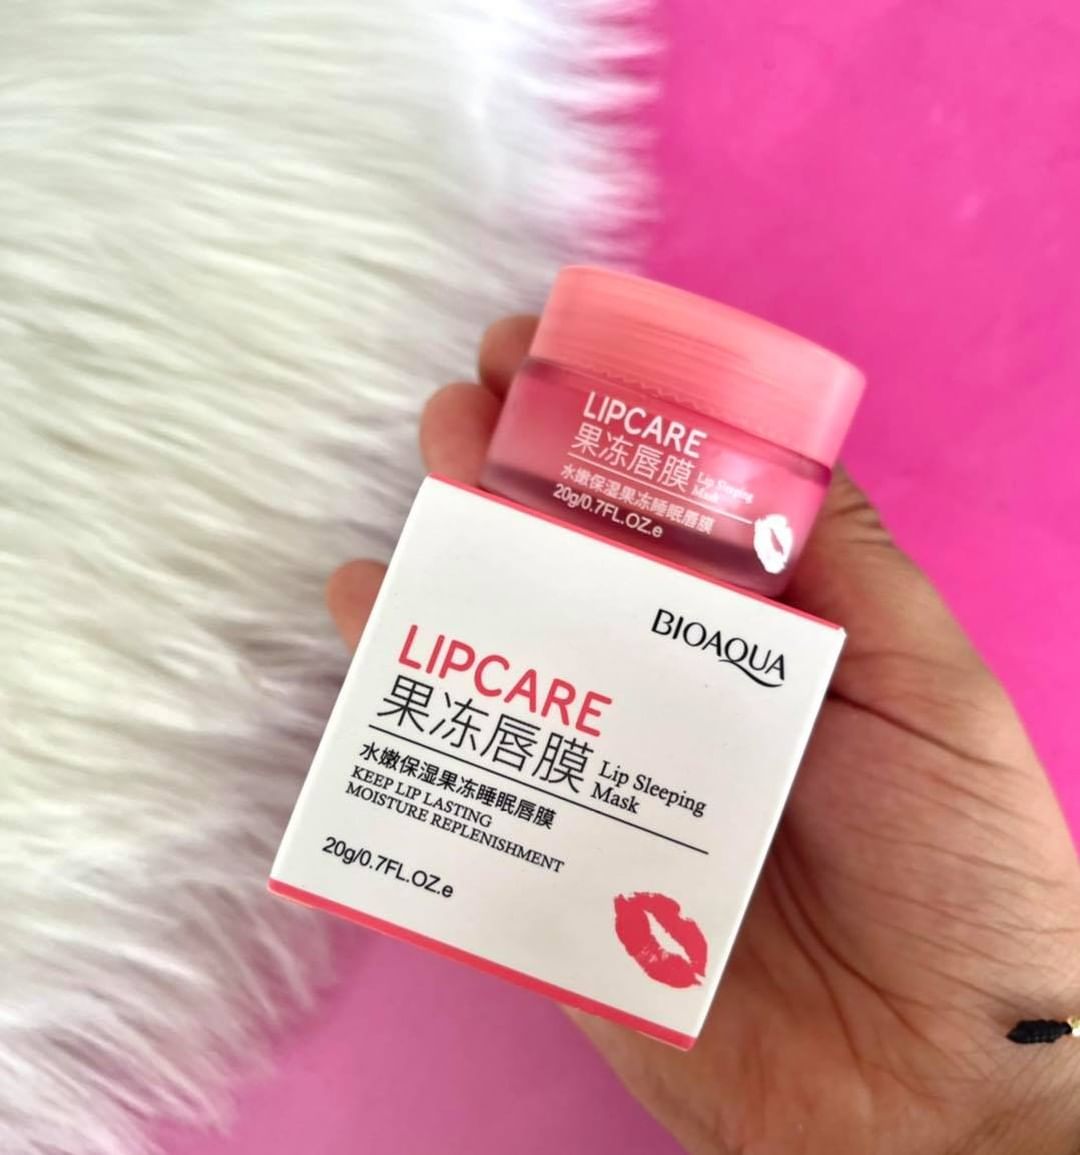 LIPCARE
果冻唇膜 Lip Sleeping
Mask
水嫩保湿果冻睡眠唇膜
20g/0.7FL.OZ.e
BIOAQUA
LIPCARE
果冻唇膜 Lip Sleeping
Mask
水嫩保湿果冻睡眠唇膜
KEEP LIP LASTING
MOISTURE REPLENISHMENT
20g/0.7FL.OZ.e